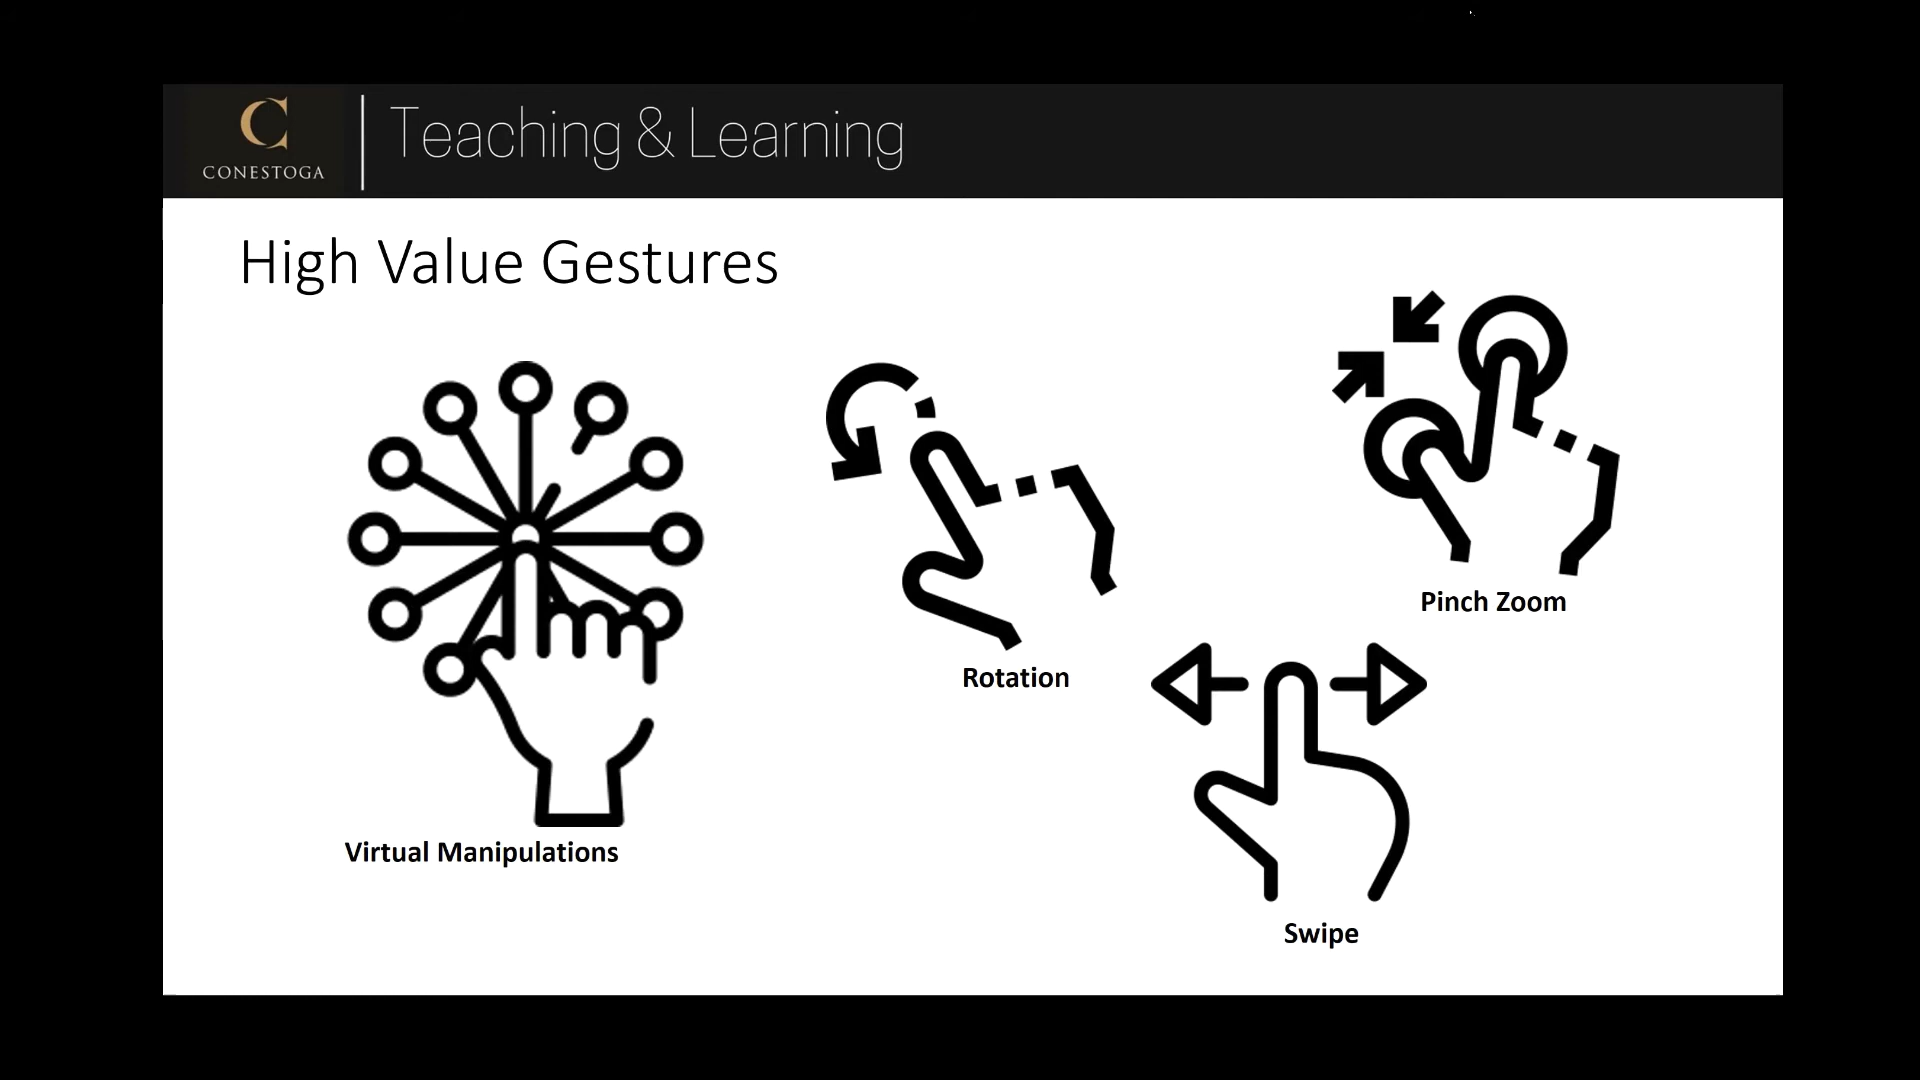 C
CONESTOGA
Teaching & Learning
High Value Gestures
Pinch Zoom
Rotation
Virtual Manipulations
Swipe